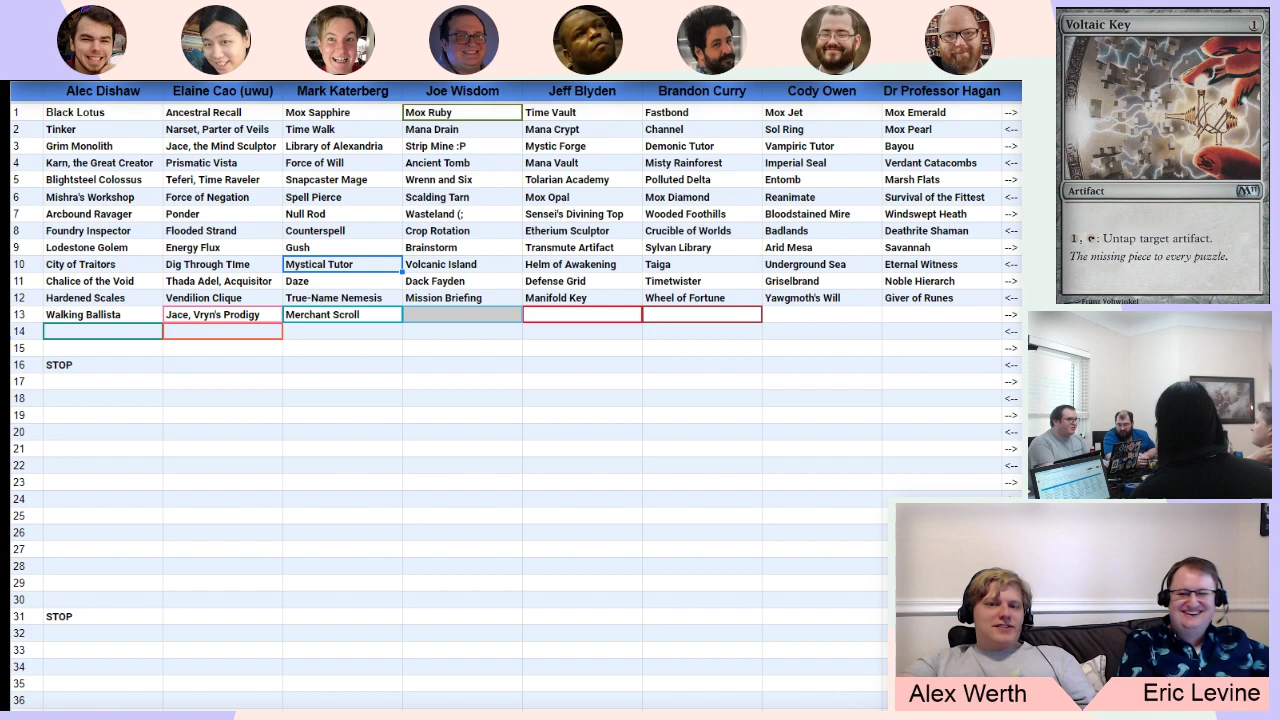 Alec Dishaw Elaine Cao (uwu) Mark Katerberg Joe Wisdom Jeff Blyden Brandon Curry Cody Owen Dr Professor Hagan
1 Black Lotus Ancestral Recall Mox Sapphire Mox Ruby Time Vault Fastbond Mox Jet Mox Emerald -->
2 Tinker Narset, Parter of Veils Time Walk Mana Drain Mana Crypt Channel Sol Ring Mox Pearl <--
3 Grim Monolith Jace, the Mind Sculptor Library of Alexandria Strip Mine :P Mystic Forge Demonic Tutor Vampiric Tutor Bayou -->
4 Karn, the Great Creator Prismatic Vista Force of Will Ancient Tomb Mana Vault Misty Rainforest Imperial Seal Verdant Catacombs <--
5 Blightsteel Colossus Teferi, Time Raveler Snapcaster Mage Wrenn and Six Tolarian Academy Polluted Delta Entomb Marsh Flats -->
6 Mishra's Workshop Force of Negation Spell Pierce Scalding Tarn Mox Opal Mox Diamond Reanimate Survival of the Fittest <--
7 Arcbound Ravager Ponder Null Rod Wasteland (; Sensei's Divining Top Wooded Foothills Bloodstained Mire Windswept Heath -->
8 Foundry Inspector Flooded Strand Counterspell Crop Rotation Etherium Sculptor Crucible of Worlds Badlands Deathrite Shaman <--
9 Lodestone Golem Energy Flux Gush Brainstorm Transmute Artifact Sylvan Library Arid Mesa Savannah -->
10 City of Traitors Dig Through TIme Mystical Tutor Volcanic Island Helm of Awakening Taiga Underground Sea Eternal Witness <--
11 Chalice of the Void Thada Adel, Acquisitor Daze Dack Fayden Defense Grid Timetwister Griselbrand Noble Hierarch -->
12 Hardened Scales Vendilion Clique True-Name Nemesis Mission Briefing Manifold Key Wheel of Fortune Yawgmoth's Will Giver of Runes <--
13 Walking Ballista Jace, Vryn's Prodigy Merchant Scroll -->
14 <--
15 -->
16 STOP <--
17 -->
18 <--
19 -->
20 <--
21 -->
22 <--
23 -->
24
25
26
27
28
29
30
31 STOP
32
33
34
35
36
Voltaic Key 1
Artifact M11
1, T: Untap target artifact.
The missing piece to every puzzle.
Franz Vohwinkel
Alex Werth
Eric Levine